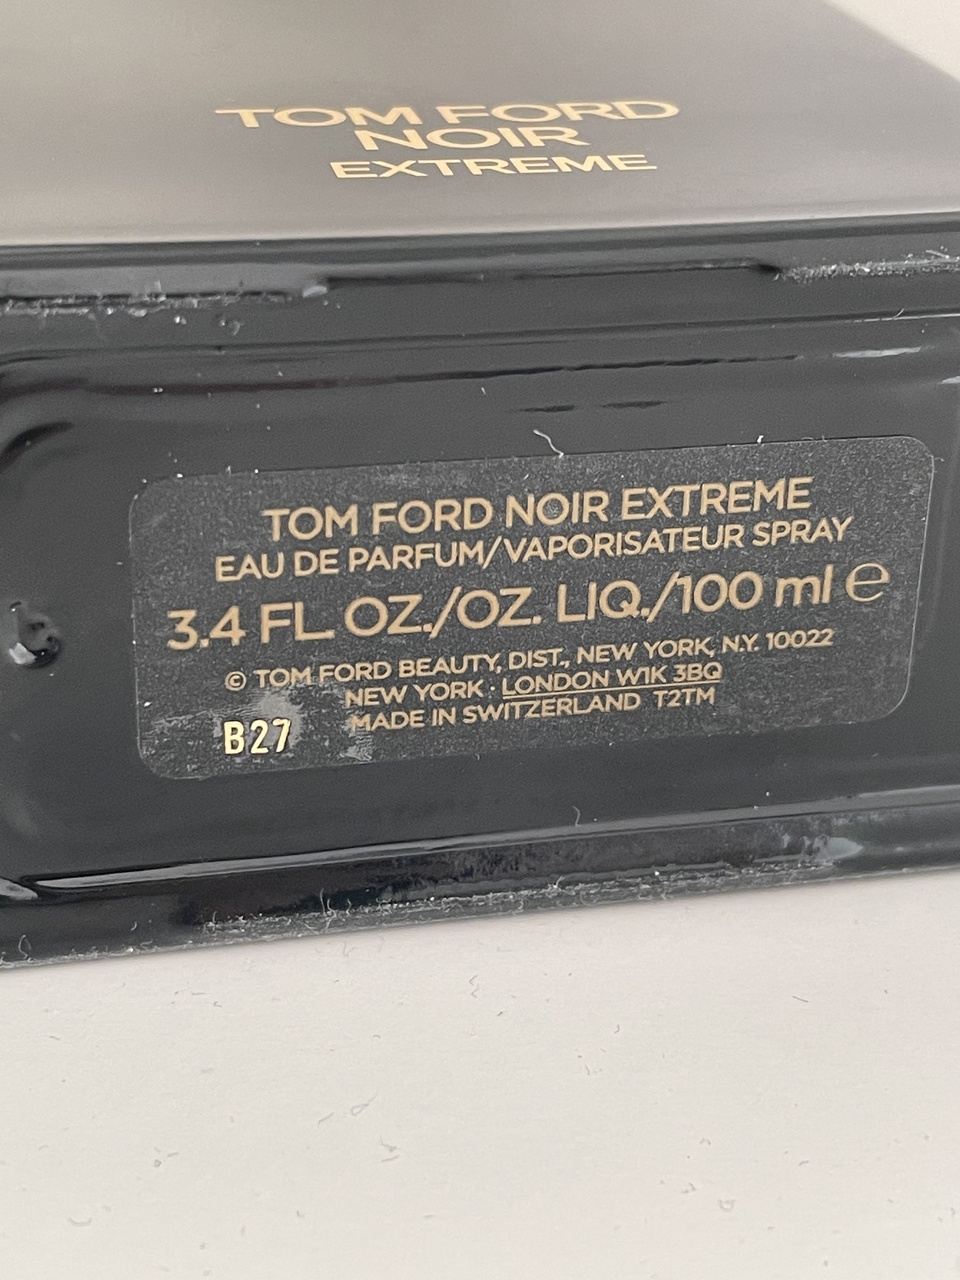 TOM FORD
NOIR
EXTREME
TOM FORD NOIR EXTREME
EAU DE PARFUM/VAPORISATEUR SPRAY
3.4 FL OZ./OZ. LIQ./100 ml ℮
© TOM FORD BEAUTY, DIST., NEW YORK, N.Y. 10022
NEW YORK · LONDON W1K 3BQ
MADE IN SWITZERLAND T2TM
B27